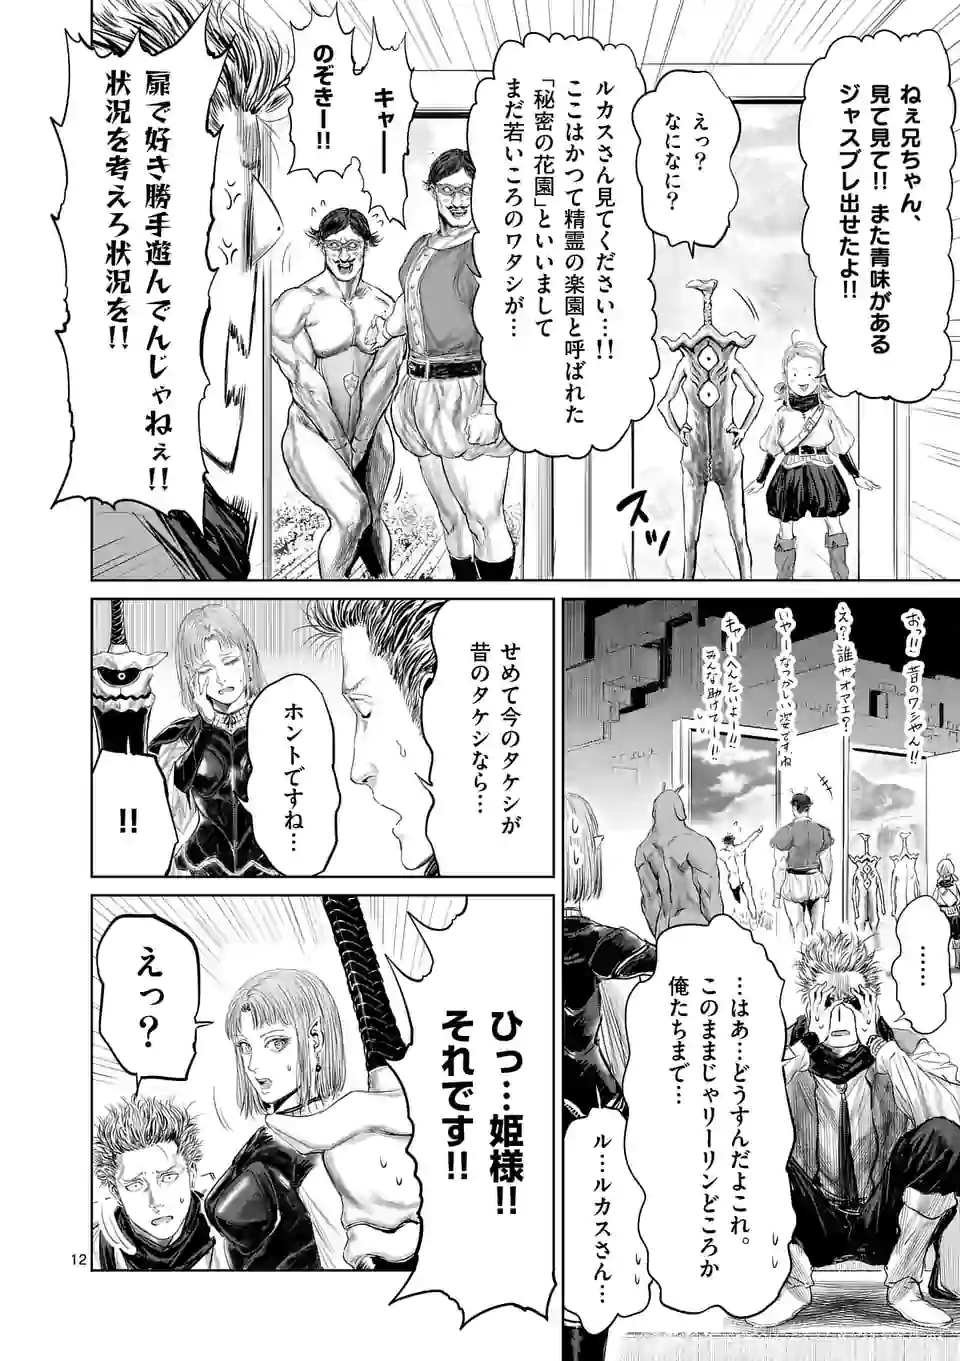 ねぇ兄ちゃん、
見て見て!!また青味がある
ジャスブレ出せたよ!!
えっ?
なになに?
ルカスさん見てください…!!
ここはかつて精霊の楽園と呼ばれた
「秘密の花園」といいまして
まだ若いころのワタシが…
キャー
のぞきー!!
扉で好き勝手遊んでんじゃねぇ!!
状況を考えろ状況を!!
スッ
おっ!!昔のワシやん!!
え?誰やオマエ?
いやーなつかしい姿ですね
キャーへんたいよー!!
みんな助けてー!!
……
…はあ…どうすんだよこれ。
このままじゃリーリンどころか
俺たちまで…
ル…ルカスさん…
せめて今のタケシが
昔のタケシなら…
ホントですね…
!!
ひっ…姫様!!
それです!!
えっ?
12